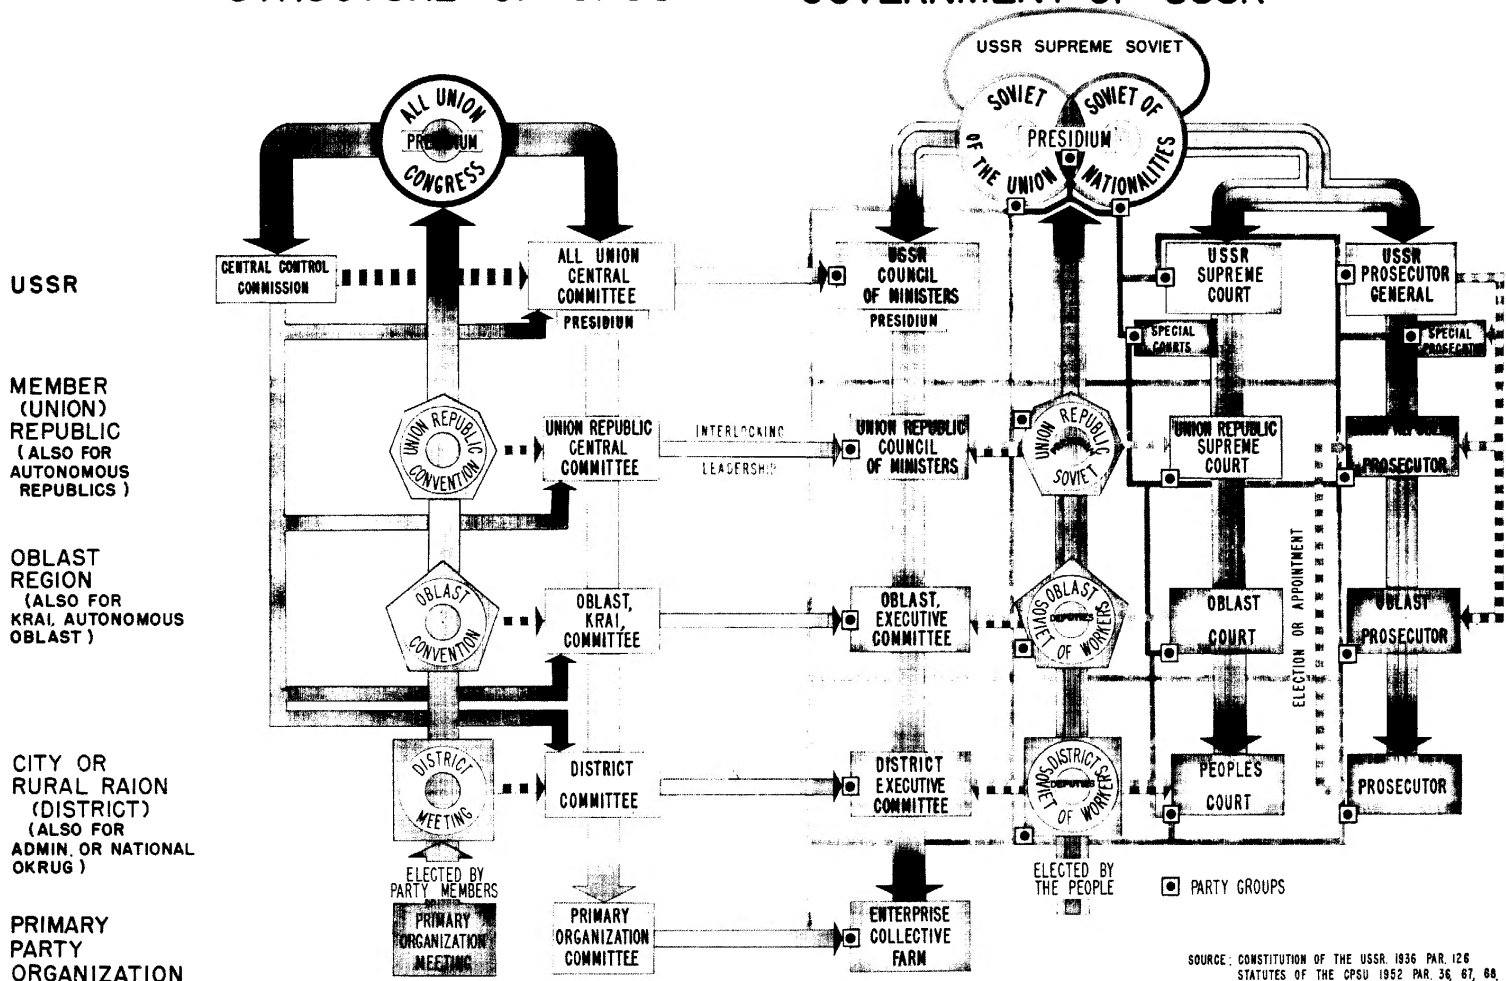 USSR SUPREME SOVIET
ALL UNION
PRESIDIUM
CONGRESS
SOVIET
OF THE UNION
SOVIET OF
NATIONALITIES
PRESIDIUM
USSR
CENTRAL CONTROL
COMMISSION
ALL UNION
CENTRAL
COMMITTEE
PRESIDIUM
USSR
COUNCIL
OF MINISTERS
PRESIDIUM
USSR
SUPREME
COURT
USSR
PROSECUTOR
GENERAL
SPECIAL
COURTS
SPECIAL
PROSECUTOR
MEMBER
(UNION)
REPUBLIC
(ALSO FOR
AUTONOMOUS
REPUBLICS)
UNION REPUBLIC
CONVENTION
UNION REPUBLIC
CENTRAL
COMMITTEE
INTERLOCKING
LEADERSHIP
UNION REPUBLIC
COUNCIL
OF MINISTERS
UNION REPUBLIC
SOVIET
UNION REPUBLIC
SUPREME
COURT
PROSECUTOR
OBLAST
REGION
(ALSO FOR
KRAI, AUTONOMOUS
OBLAST)
OBLAST
CONVENTION
OBLAST,
KRAI,
COMMITTEE
OBLAST,
EXECUTIVE
COMMITTEE
OBLAST
SOVIET OF WORKERS
DEPUTIES
OBLAST
COURT
ELECTION OR APPOINTMENT
OBLAST
PROSECUTOR
CITY OR
RURAL RAION
(DISTRICT)
(ALSO FOR
ADMIN. OR NATIONAL
OKRUG)
DISTRICT
MEETING
DISTRICT
COMMITTEE
DISTRICT
EXECUTIVE
COMMITTEE
DISTRICT
SOVIET OF WORKERS
DEPUTIES
PEOPLES
COURT
PROSECUTOR
ELECTED BY
PARTY MEMBERS
ELECTED BY
THE PEOPLE
PARTY GROUPS
PRIMARY
PARTY
ORGANIZATION
PRIMARY
ORGANIZATION
MEETING
PRIMARY
ORGANIZATION
COMMITTEE
ENTERPRISE
COLLECTIVE
FARM
SOURCE: CONSTITUTION OF THE USSR. 1936 PAR. 126
STATUTES OF THE CPSU 1952 PAR. 36, 67, 68,